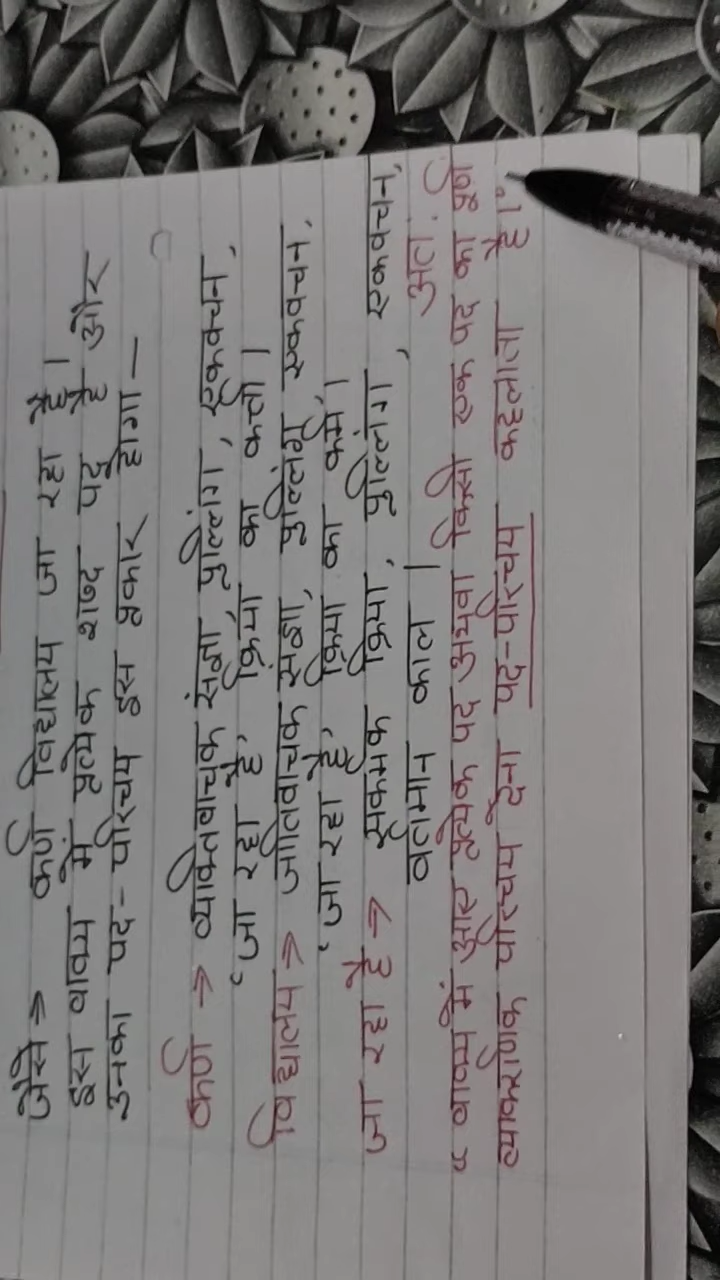 जैसे ⇒ कर्ण विद्यालय जा रहा है।
इस वाक्य में प्रत्येक शब्द पद है और
उनका पद-परिचय इस प्रकार होगा —
कर्ण → व्यक्तिवाचक संज्ञा, पुल्लिंग, एकवचन,
'जा रहा है' क्रिया का कर्ता।
विद्यालय ⇒ जातिवाचक संज्ञा, पुल्लिंग, एकवचन,
'जा रहा है' क्रिया का कर्म।
जा रहा है → सकर्मक क्रिया, पुल्लिंग, एकवचन,
वर्तमान काल। अतः
“ वाक्य में आए प्रत्येक पद अथवा किसी एक पद का पूर्ण
व्याकरणिक परिचय देना पद-परिचय कहलाता है।"